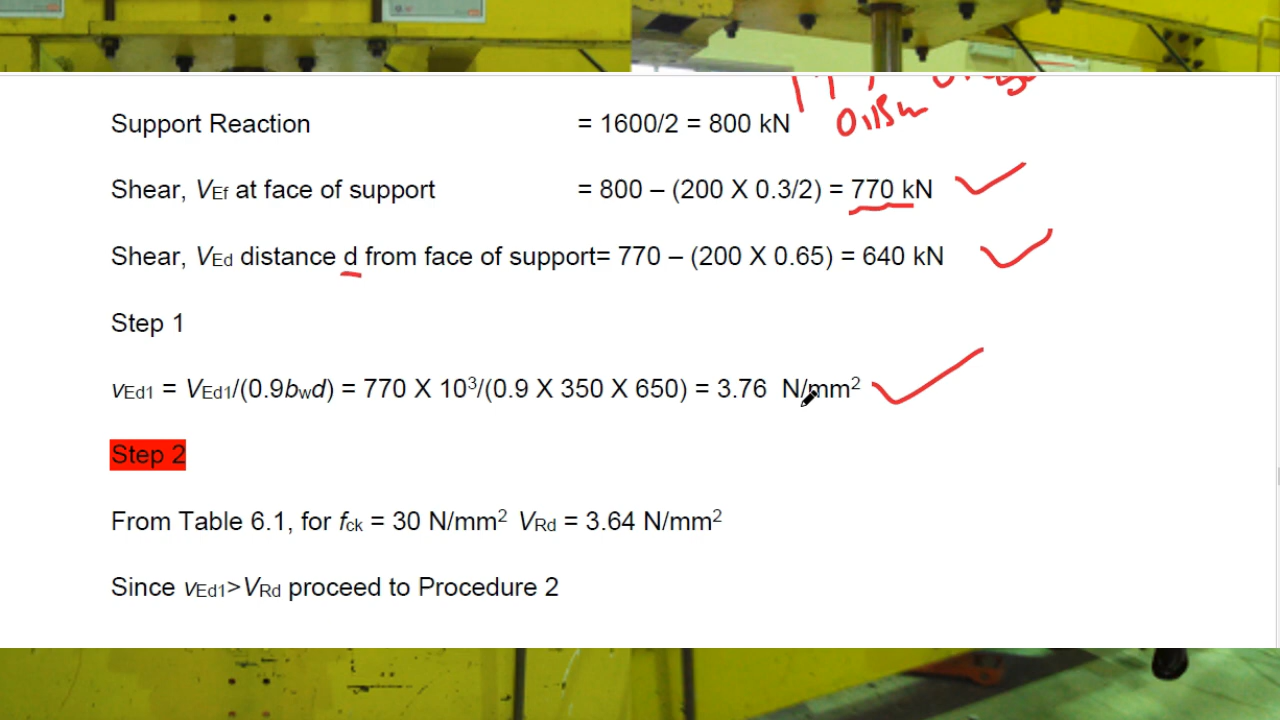 0.15m
Support Reaction = 1600/2 = 800 kN
Shear, VEf at face of support = 800 – (200 X 0.3/2) = 770 kN
Shear, VEd distance d from face of support= 770 – (200 X 0.65) = 640 kN
Step 1
vEd1 = VEd1/(0.9bwd) = 770 X 10³/(0.9 X 350 X 650) = 3.76 N/mm²
Step 2
From Table 6.1, for fck = 30 N/mm² VRd = 3.64 N/mm²
Since vEd1>VRd proceed to Procedure 2